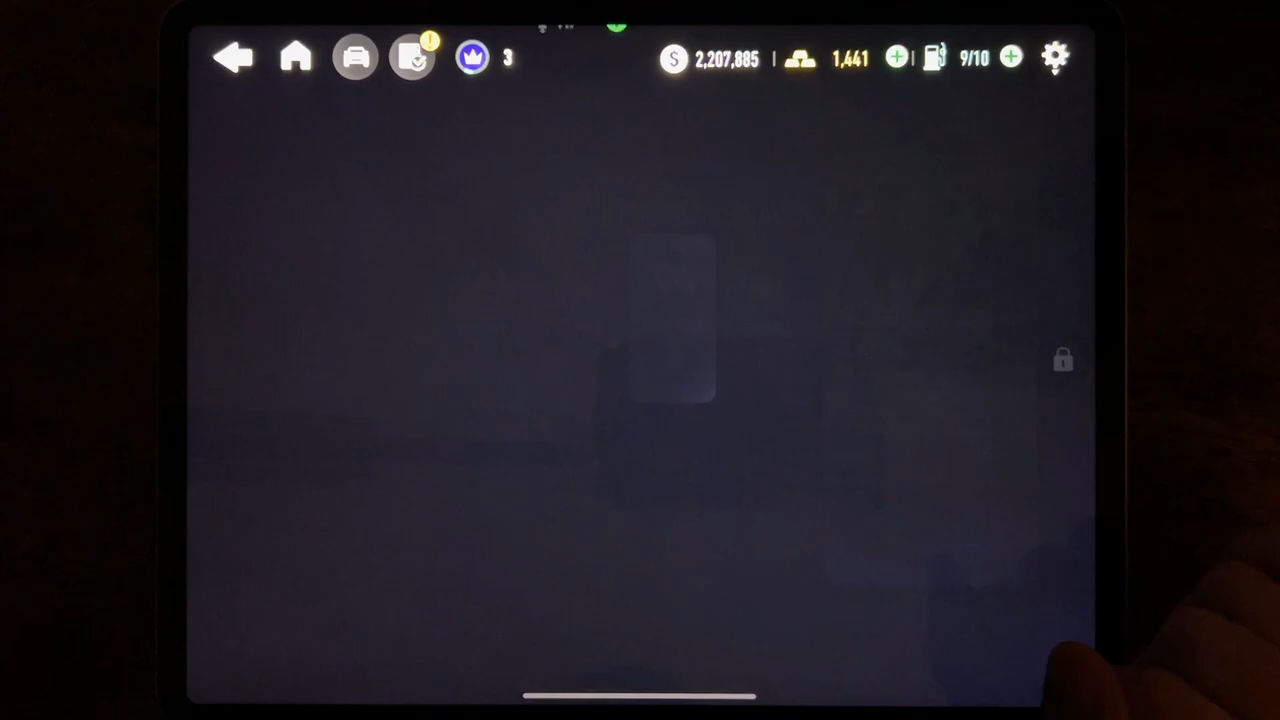 3 $ 2,207,885 | 1,441 | 9/10